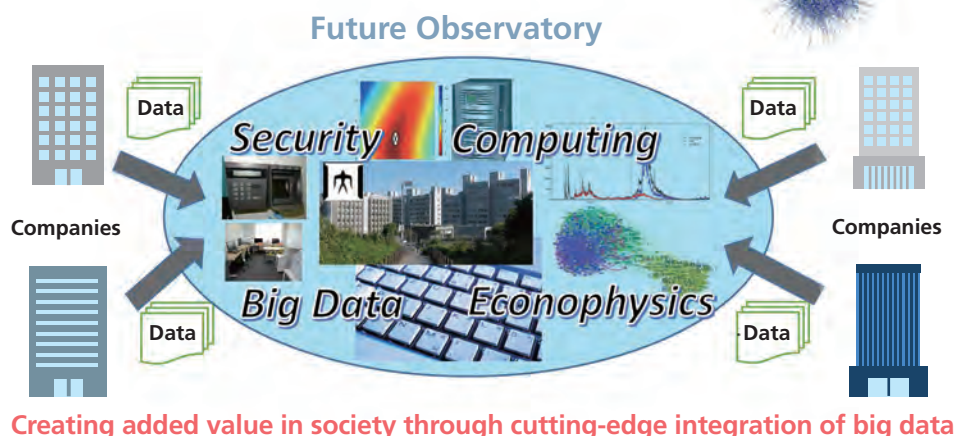 Future Observatory
Data
Data
Security
Computing
Companies
Companies
Big Data
Econophysics
Data
Data
Creating added value in society through cutting-edge integration of big data